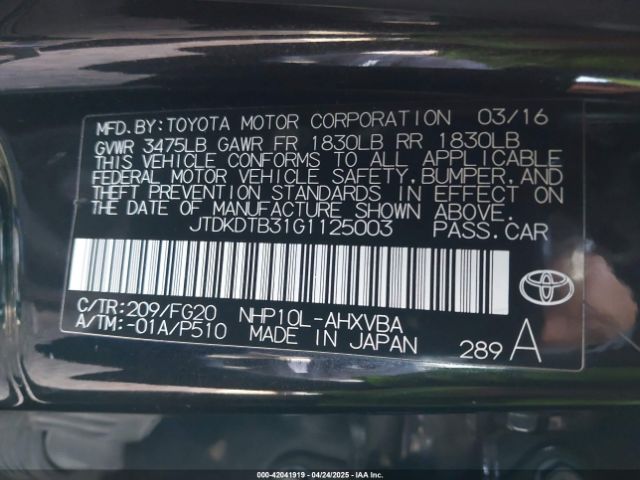 MFD.BY:TOYOTA MOTOR CORPORATION 03/16
GVWR 3475LB GAWR FR 1830LB RR 1830LB
THIS VEHICLE CONFORMS TO ALL APPLICABLE
FEDERAL MOTOR VEHICLE SAFETY,BUMPER,AND
THEFT PREVENTION STANDARDS IN EFFECT ON
THE DATE OF MANUFACTURE SHOWN ABOVE.
JTDKDTB31G1125003 PASS.CAR
C/TR:209/FG20 NHP10L-AHXVBA
A/TM:-01A/P510 MADE IN JAPAN
289 A
000-42041919 - 04/24/2025 - IAA Inc.